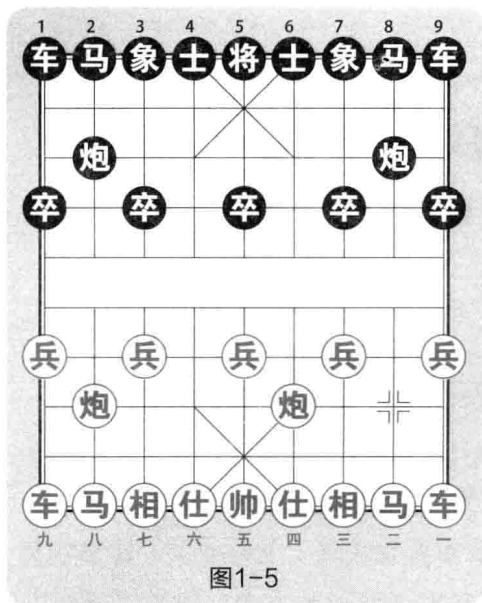 1 2 3 4 5 6 7 8 9
车 马 象 士 将 士 象 马 车
炮 炮
卒 卒 卒 卒 卒
兵 兵 兵 兵 兵
炮 炮
车 马 相 仕 帅 仕 相 马 车
九 八 七 六 五 四 三 二 一
图1-5